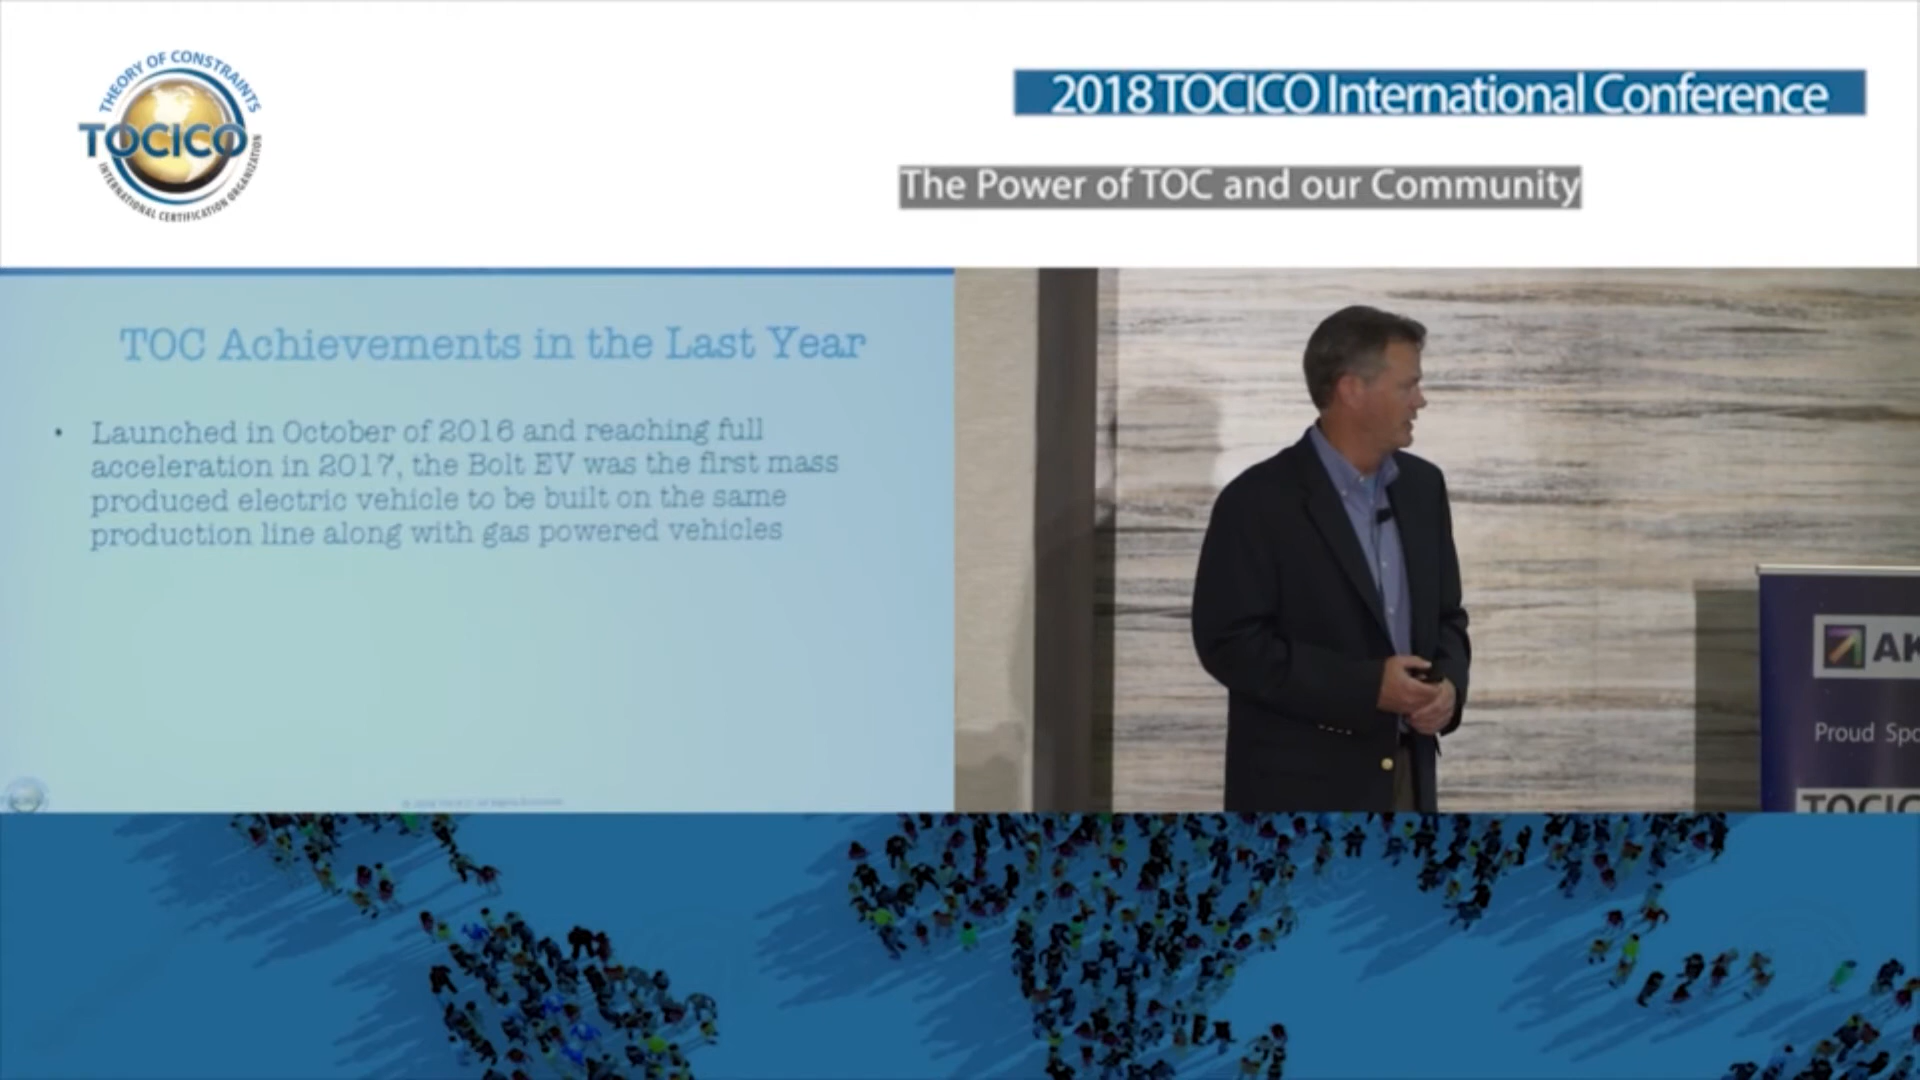 THEORY OF CONSTRAINTS
TOCICO
INTERNATIONAL CERTIFICATION ORGANIZATION
2018 TOCICO International Conference
The Power of TOC and our Community
TOC Achievements in the Last Year
• Launched in October of 2016 and reaching full
acceleration in 2017, the Bolt EV was the first mass
produced electric vehicle to be built on the same
production line along with gas powered vehicles
AK
Proud Spo
TOCIC